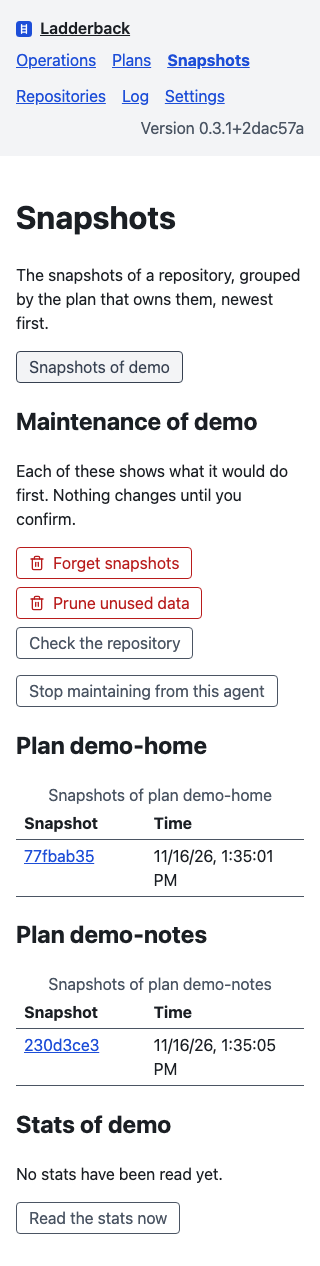 Ladderback
Operations Plans Snapshots
Repositories Log Settings
Version 0.3.1+2dac57a
Snapshots
The snapshots of a repository, grouped
by the plan that owns them, newest
first.
Snapshots of demo
Maintenance of demo
Each of these shows what it would do
first. Nothing changes until you
confirm.
Forget snapshots
Prune unused data
Check the repository
Stop maintaining from this agent
Plan demo-home
Snapshots of plan demo-home
Snapshot Time
77fbab35 11/16/26, 1:35:01
PM
Plan demo-notes
Snapshots of plan demo-notes
Snapshot Time
230d3ce3 11/16/26, 1:35:05
PM
Stats of demo
No stats have been read yet.
Read the stats now